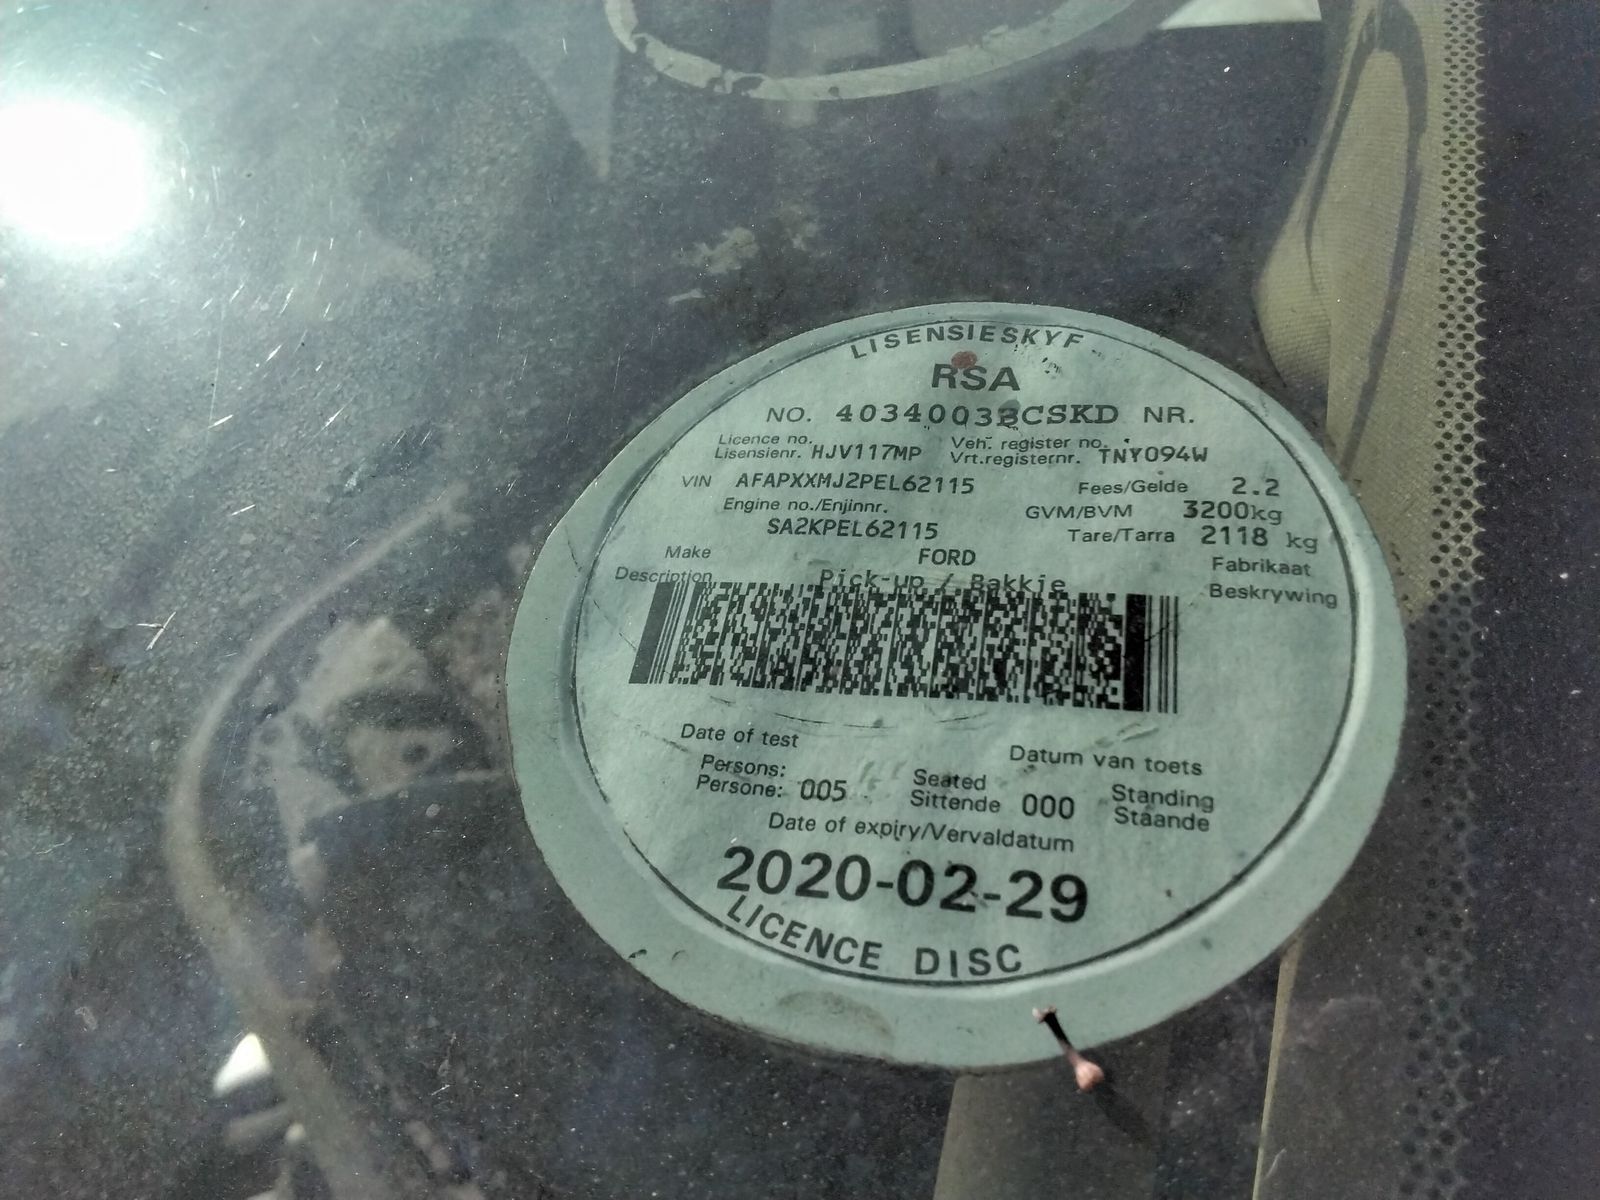 LISENSIESKYF
RSA
NO. 4034003BCSKD NR.
Licence no. Veh. register no.
Lisensienr. HJV117MP Vrt.registernr. TNY094W
VIN AFAPXXMJ2PEL62115 Fees/Gelde 2.2
Engine no./Enjinnr. GVM/BVM 3200kg
SA2KPEL62115 Tare/Tarra 2118 kg
Make FORD Fabrikaat
Description Pick-up / Bakkie Beskrywing
Date of test Datum van toets
Persons: Seated Standing
Persone: 005 Sittende 000 Staande
Date of expiry/Vervaldatum
2020-02-29
LICENCE DISC